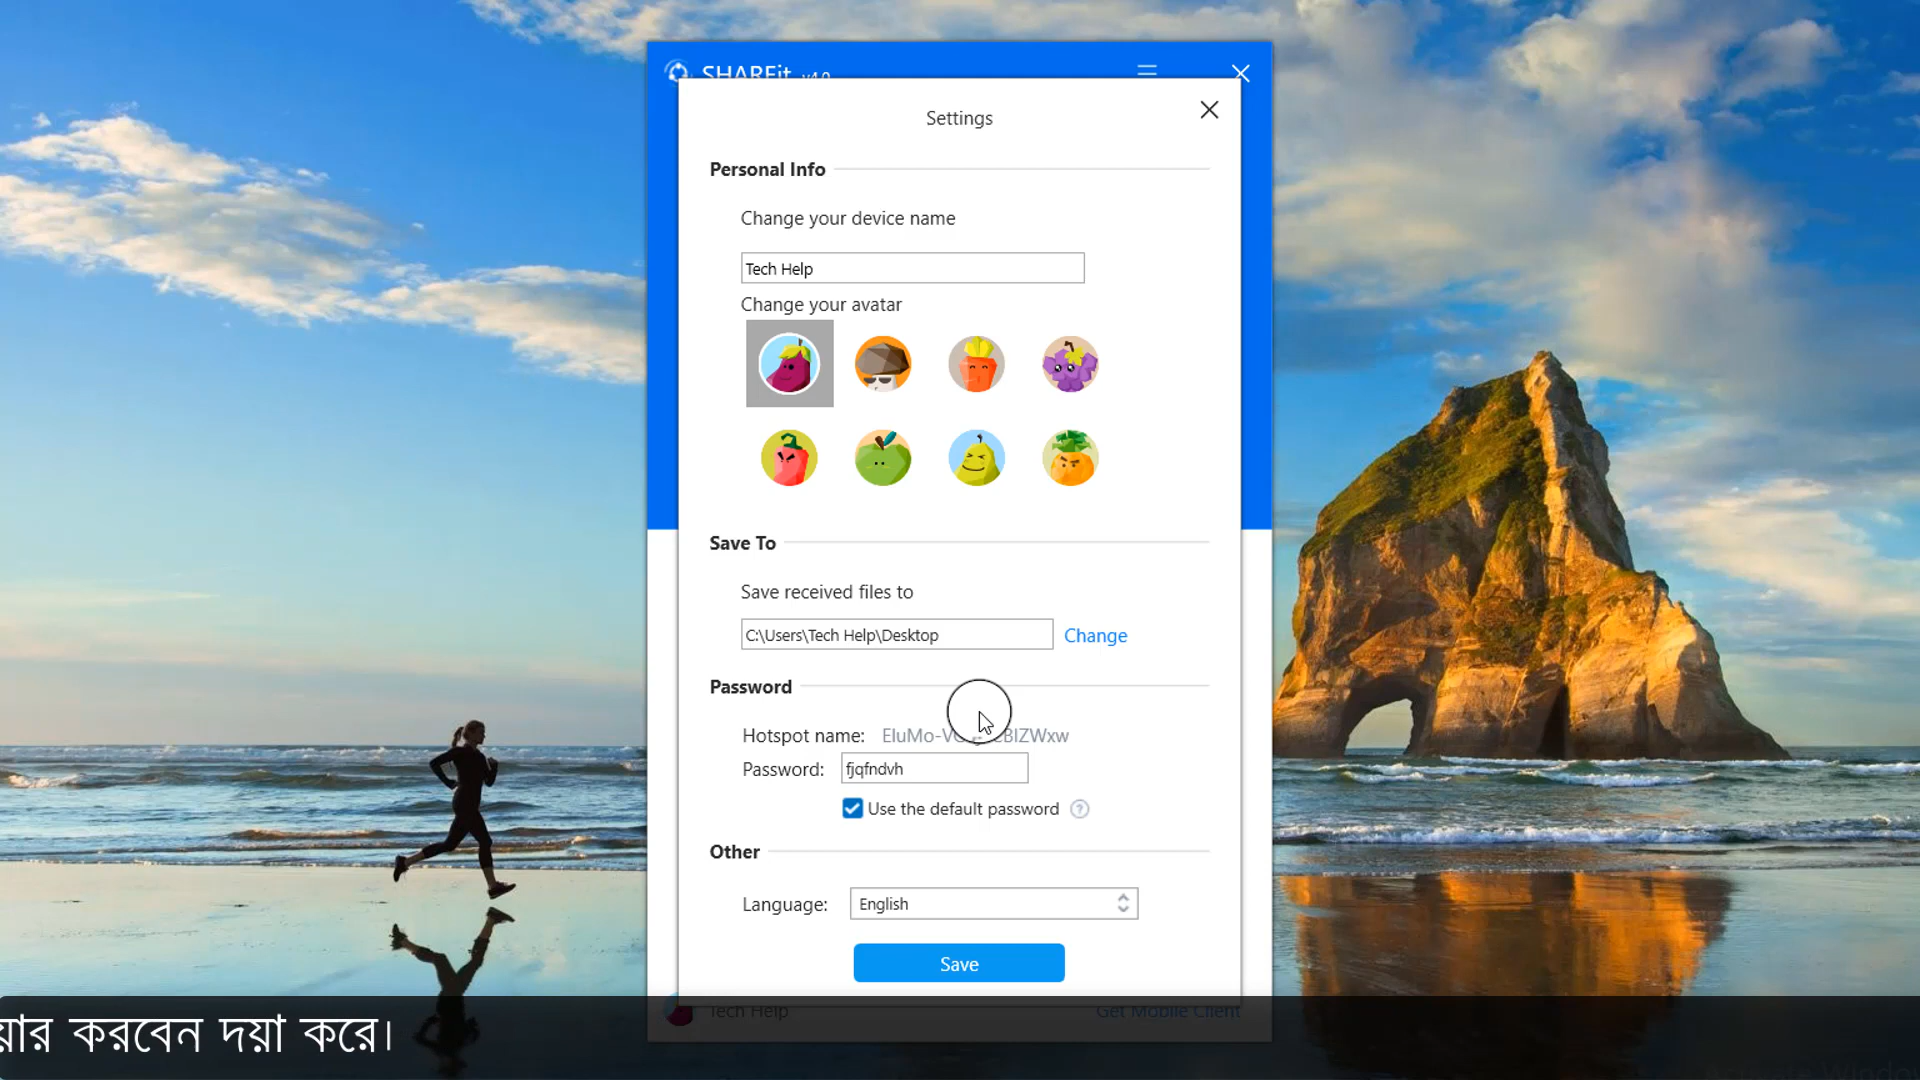 SHAREit v4.0
Settings
Personal Info
Change your device name
Tech Help
Change your avatar
Save To
Save received files to
C:\Users\Tech Help\Desktop Change
Password
Hotspot name:
Password: fjqfndvh
Use the default password ?
Other
Language: English
Save
Tech Help Get Mobile Client
করবেন দয়া করে।